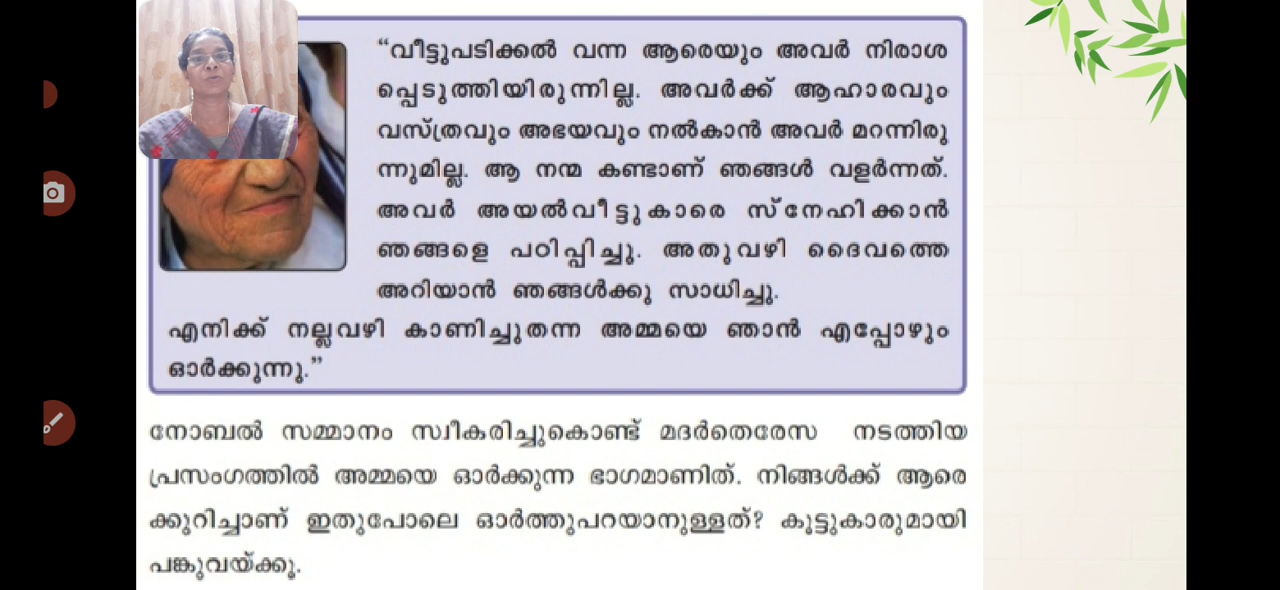 “വീട്ടുപടിക്കൽ വന്ന ആരെയും അവർ നിരാശ
പ്പെടുത്തിയിരുന്നില്ല. അവർക്ക് ആഹാരവും
വസ്ത്രവും അഭയവും നൽകാൻ അവർ മറന്നിരു
ന്നുമില്ല. ആ നന്മ കണ്ടാണ് ഞങ്ങൾ വളർന്നത്.
അവർ അയൽവീട്ടുകാരെ സ്നേഹിക്കാൻ
ഞങ്ങളെ പഠിപ്പിച്ചു. അതുവഴി ദൈവത്തെ
അറിയാൻ ഞങ്ങൾക്കു സാധിച്ചു.
എനിക്ക് നല്ലവഴി കാണിച്ചുതന്ന അമ്മയെ ഞാൻ എപ്പോഴും
ഓർക്കുന്നു.”
നോബൽ സമ്മാനം സ്വീകരിച്ചുകൊണ്ട് മദർതെരേസ നടത്തിയ
പ്രസംഗത്തിൽ അമ്മയെ ഓർക്കുന്ന ഭാഗമാണിത്. നിങ്ങൾക്ക് ആരെ
ക്കുറിച്ചാണ് ഇതുപോലെ ഓർത്തുപറയാനുള്ളത്? കൂട്ടുകാരുമായി
പങ്കുവയ്ക്കൂ.